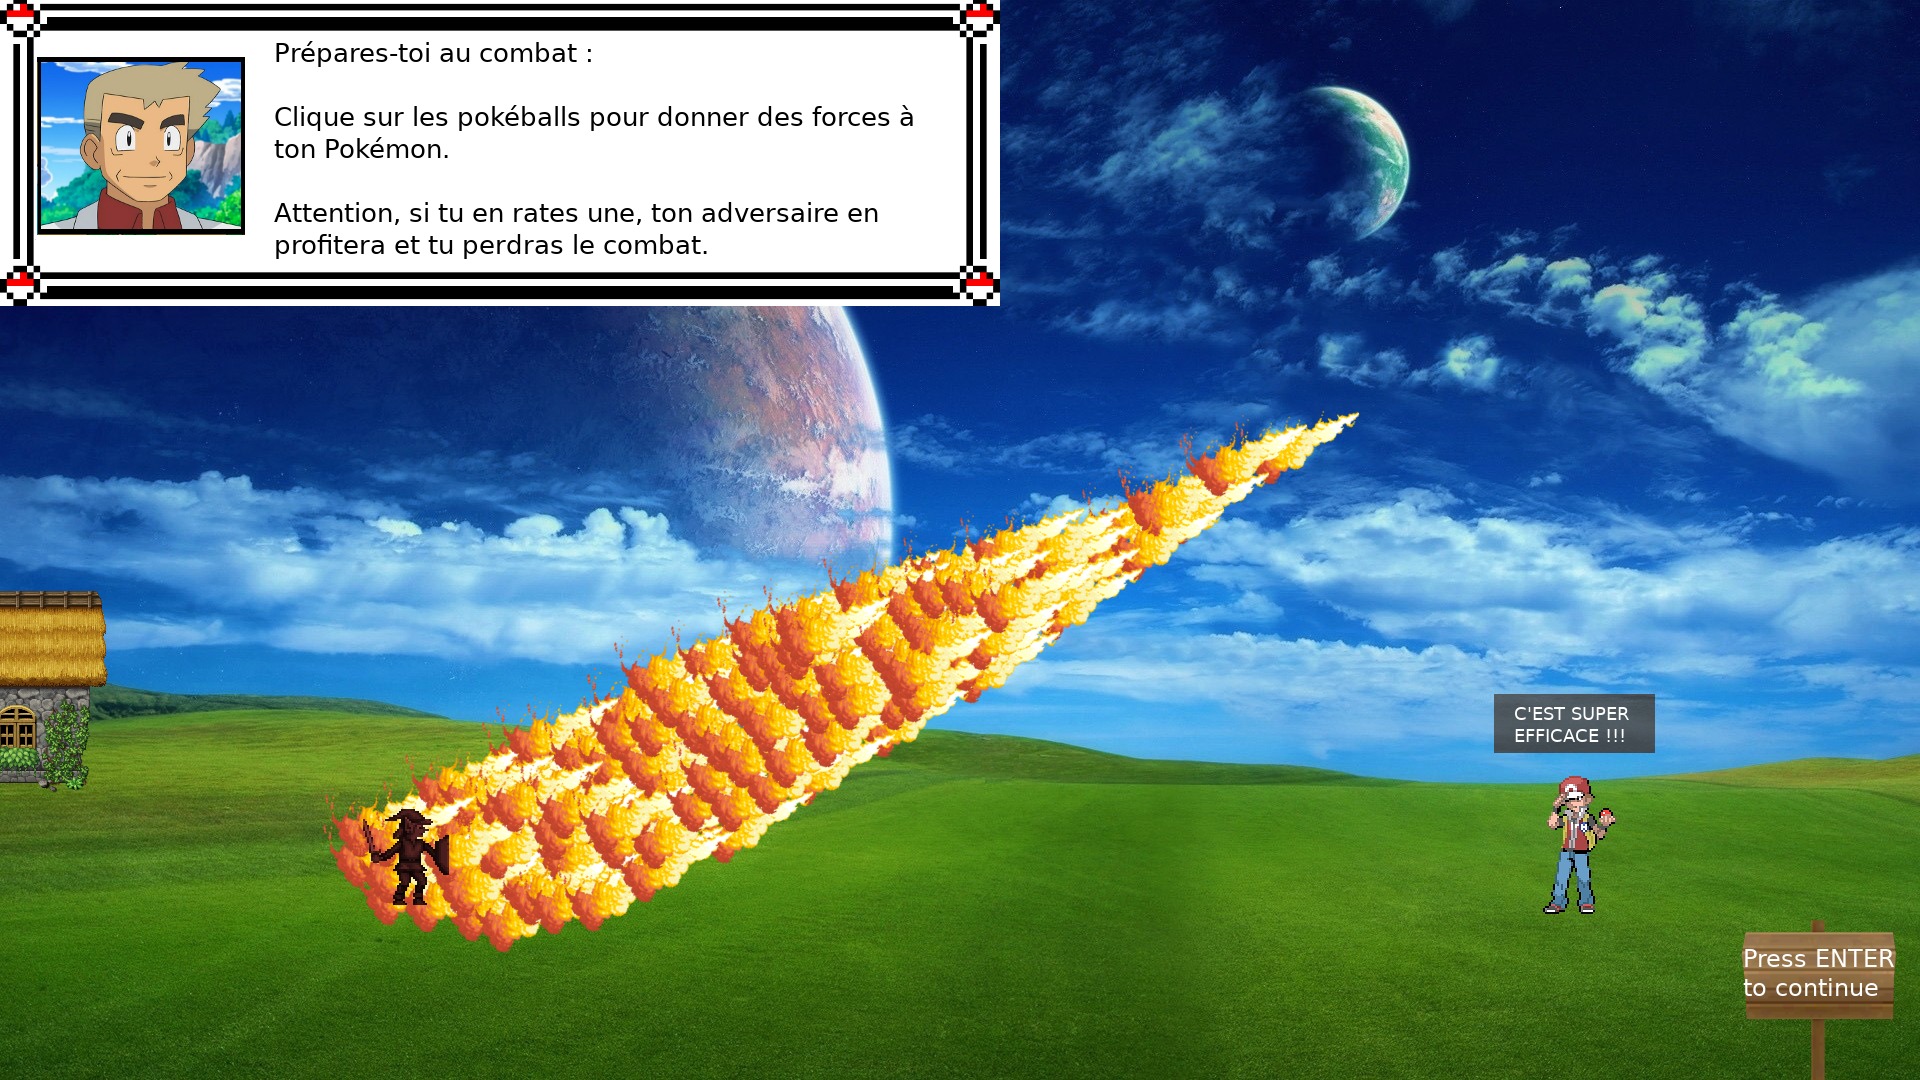 Prépares-toi au combat :
Clique sur les pokéballs pour donner des forces à
ton Pokémon.
Attention, si tu en rates une, ton adversaire en
profitera et tu perdras le combat.
C'EST SUPER
EFFICACE !!!
Press ENTER
to continue